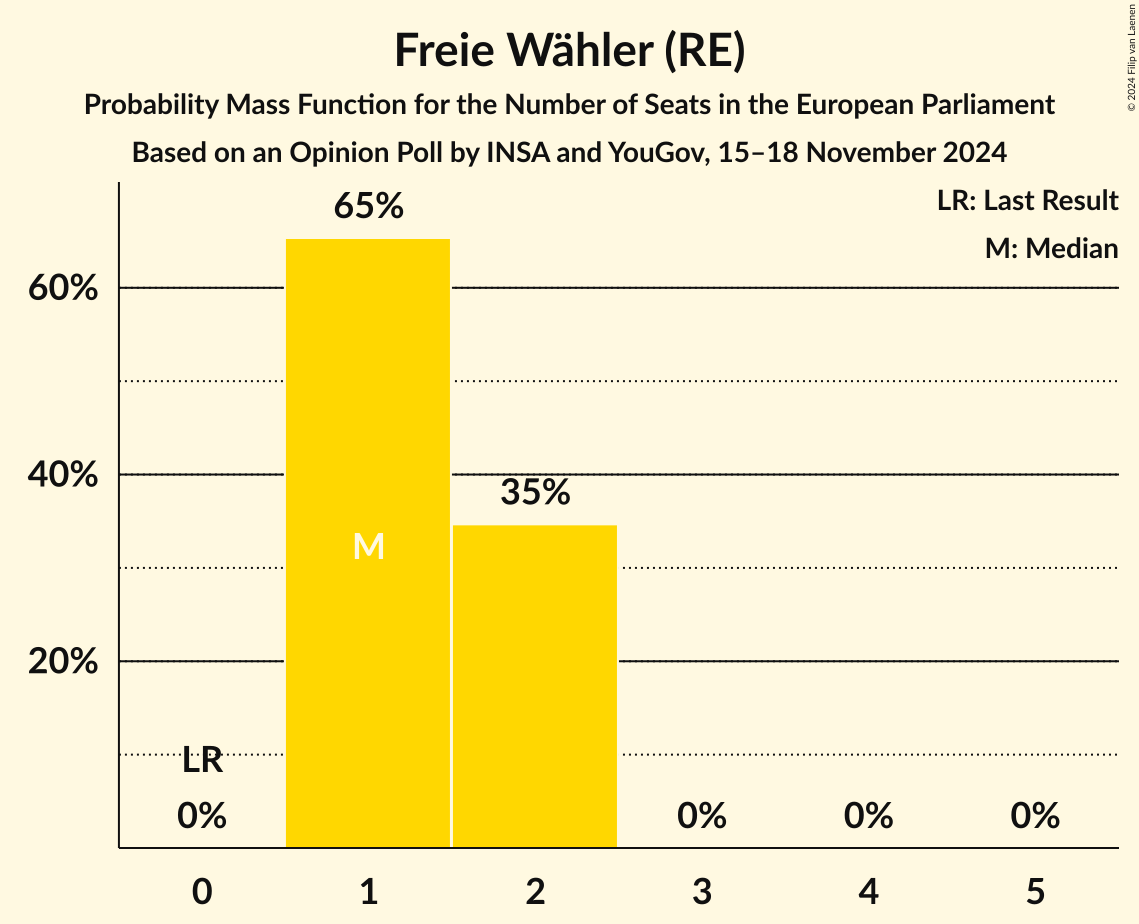 Freie Wähler (RE)
Probability Mass Function for the Number of Seats in the European Parliament
Based on an Opinion Poll by INSA and YouGov, 15–18 November 2024
© 2024 Filip van Laenen
LR: Last Result
M: Median
65%
60%
40%
35%
M
20%
LR
0%
0%
0%
0%
0 1 2 3 4 5